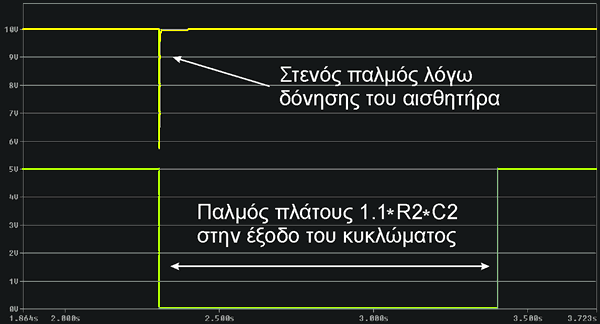 10V
9V
Στενός παλμός λόγω
8V
δόνησης του αισθητήρα
7V
6V
5V
4V
Παλμός πλάτους 1.1*R2*C2
3V
στην έξοδο του κυκλώματος
2V
1V
0V
1.864s 2.000s 2.500s 3.000s 3.500s 3.723s